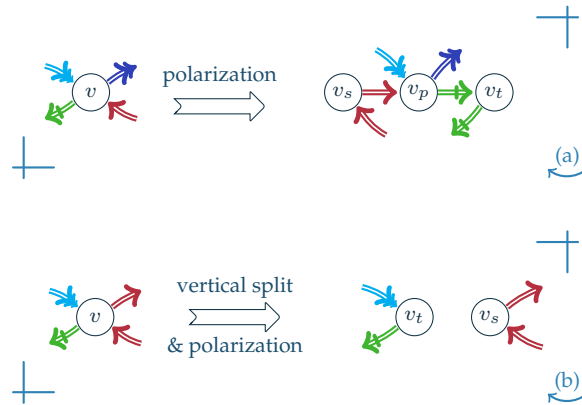 v polarization v_s v_p v_t
(a)
vertical split
v v_t v_s
& polarization
(b)